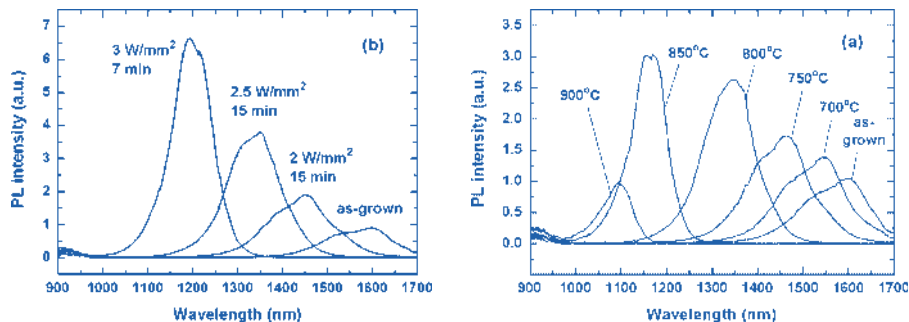 (b)
3 W/mm²
7 min
2.5 W/mm²
15 min
2 W/mm²
15 min
as-grown
PL intensity (a.u.)
7
6
5
4
3
2
1
0
900 1000 1100 1200 1300 1400 1500 1600 1700
Wavelength (nm)
(a)
850°C
800°C
900°C
750°C
700°C
as-
grown
PL intensity (a.u.)
3.5
3.0
2.5
2.0
1.5
1.0
0.5
0.0
900 1000 1100 1200 1300 1400 1500 1600 1700
Wavelength (nm)